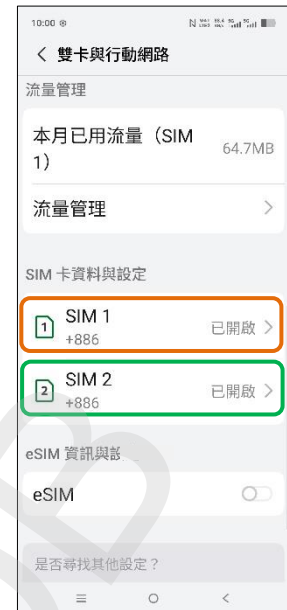 10:00
雙卡與行動網路
流量管理
本月已用流量（SIM
1）
64.7MB
流量管理
SIM 卡資料與設定
1
SIM 1
+886
已開啟
2
SIM 2
+886
已開啟
eSIM 資訊與
eSIM
是否尋找其他設定？